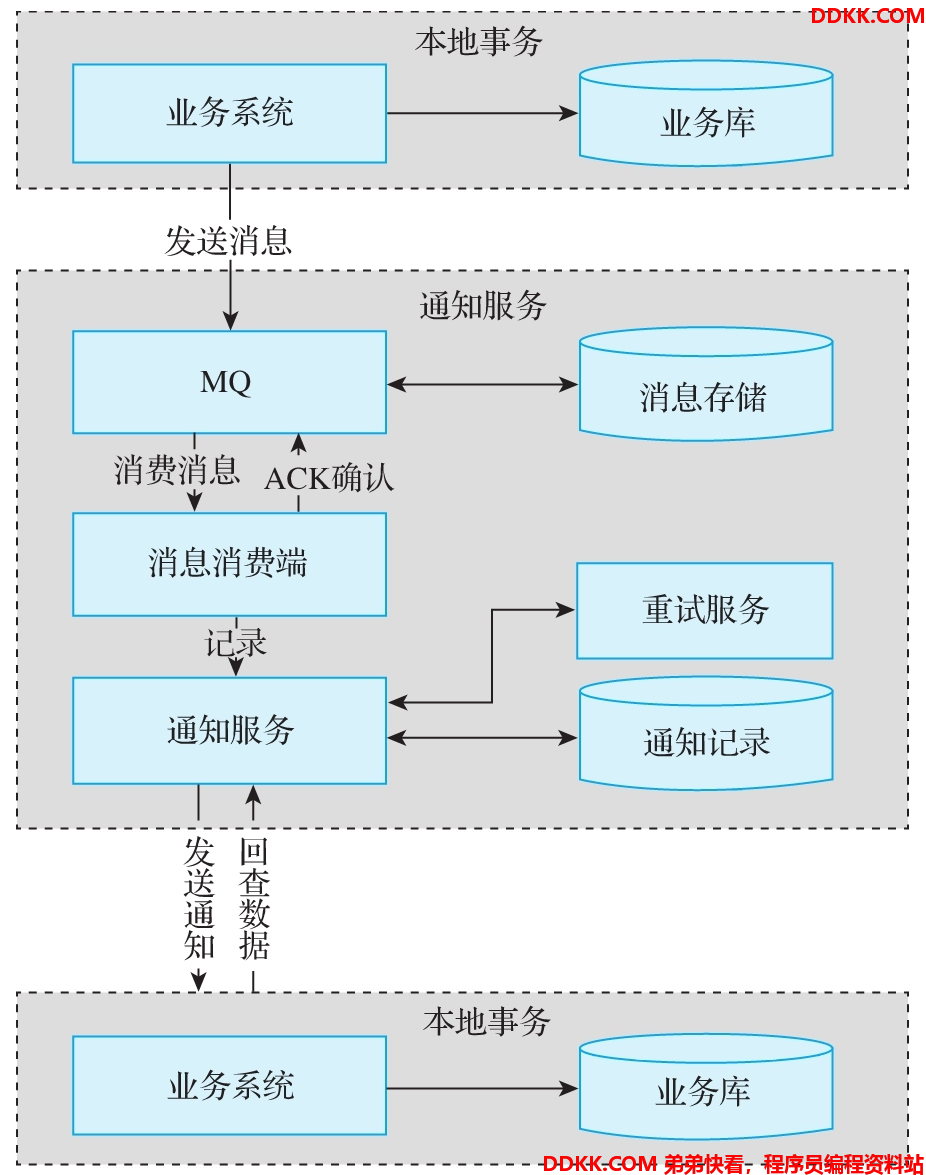 DDKK.COM
本地事务
业务系统
业务库
发送消息
通知服务
MQ
消息存储
消费消息
ACK确认
消息消费端
重试服务
记录
通知服务
通知记录
发送通知
回查数据
本地事务
业务系统
业务库
DDKK.COM 弟弟快看，程序员编程资料站